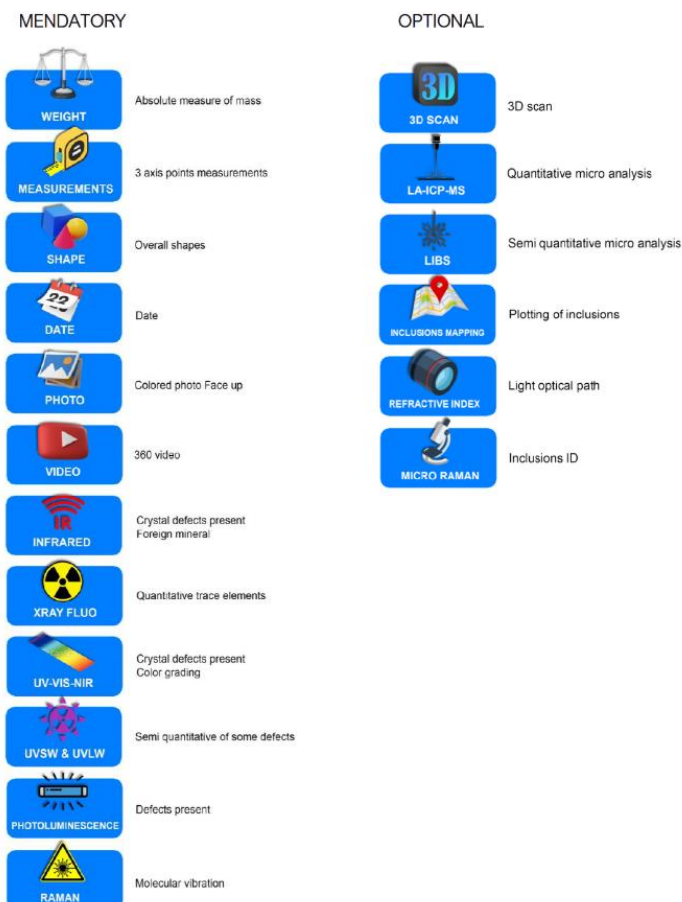 MENDATORY
WEIGHT
Absolute measure of mass
MEASUREMENTS
3 axis points measurements
SHAPE
Overall shapes
22
DATE
Date
PHOTO
Colored photo Face up
VIDEO
360 video
IR
INFRARED
Crystal defects present
Foreign mineral
XRAY FLUO
Quantitative trace elements
UV-VIS-NIR
Crystal defects present
Color grading
UVSW & UVLW
Semi quantitative of some defects
PHOTOLUMINESCENCE
Defects present
RAMAN
Molecular vibration
OPTIONAL
3D
3D SCAN
3D scan
LA-ICP-MS
Quantitative micro analysis
LIBS
Semi quantitative micro analysis
INCLUSIONS MAPPING
Plotting of inclusions
REFRACTIVE INDEX
Light optical path
MICRO RAMAN
Inclusions ID